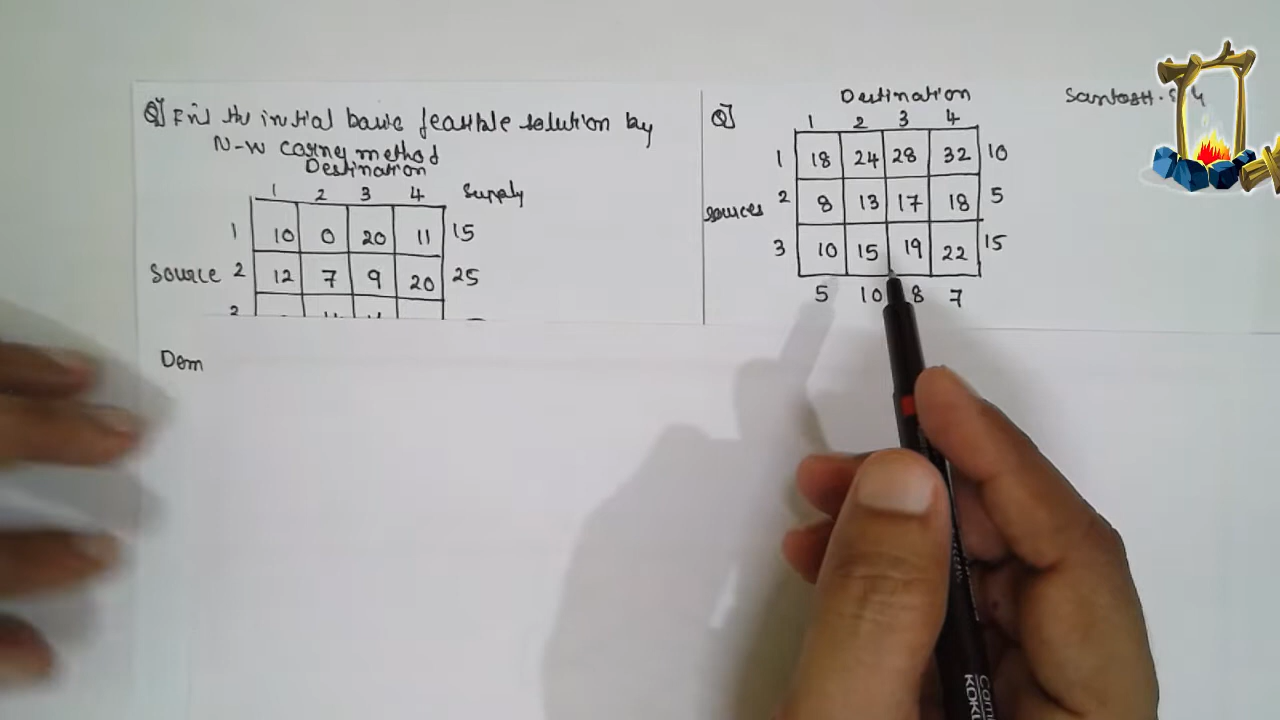 Q] Find the initial basic feasible solution by
N-W corner method
Destination
1 2 3 4 Supply
1 10 0 20 11 15
Source 2 12 7 9 20 25
Dem
Q] Destination
1 2 3 4
1 18 24 28 32 10
Sources 2 8 13 17 18 5
3 10 15 19 22 15
5 10 8 7
Santosh